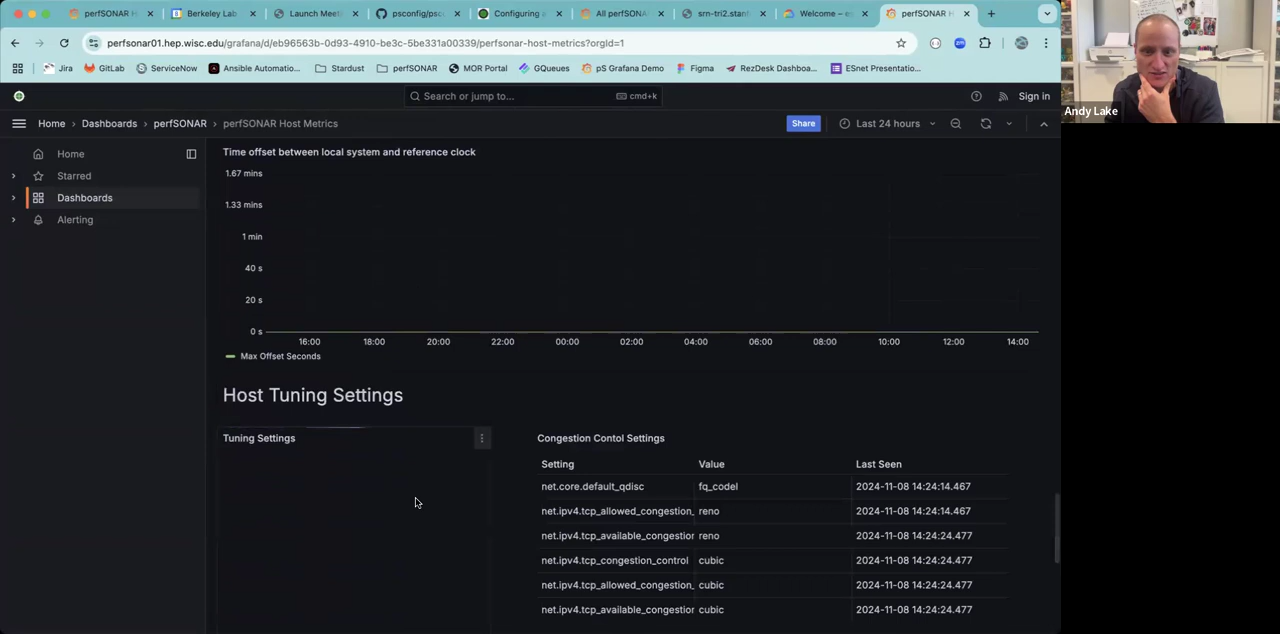 perfSONAR H
Berkeley Lab
Launch Meeti
psconfig/psco
Configuring a
All perfSONA
srn-tri2.stanf
Welcome – es
perfSONAR H
perfsonar01.hep.wisc.edu/grafana/d/eb96563b-0d93-4910-be3c-5be331a00339/perfsonar-host-metrics?orgId=1
Jira
GitLab
ServiceNow
Ansible Automatio...
Stardust
perfSONAR
MOR Portal
GQueues
pS Grafana Demo
Figma
RezDesk Dashboa...
ESnet Presentatio...
Andy Lake
Search or jump to...
cmd+k
Sign in
Home › Dashboards › perfSONAR › perfSONAR Host Metrics
Share
Last 24 hours
Home
Starred
Dashboards
Alerting
Time offset between local system and reference clock
1.67 mins
1.33 mins
1 min
40 s
20 s
0 s
16:00 18:00 20:00 22:00 00:00 02:00 04:00 06:00 08:00 10:00 12:00 14:00
Max Offset Seconds
Host Tuning Settings
Tuning Settings
Congestion Contol Settings
Setting Value Last Seen
net.core.default_qdisc fq_codel 2024-11-08 14:24:14.467
net.ipv4.tcp_allowed_congestion_ reno 2024-11-08 14:24:14.467
net.ipv4.tcp_available_congestior reno 2024-11-08 14:24:24.477
net.ipv4.tcp_congestion_control cubic 2024-11-08 14:24:24.477
net.ipv4.tcp_allowed_congestion_ cubic 2024-11-08 14:24:24.477
net.ipv4.tcp_available_congestior cubic 2024-11-08 14:24:24.477